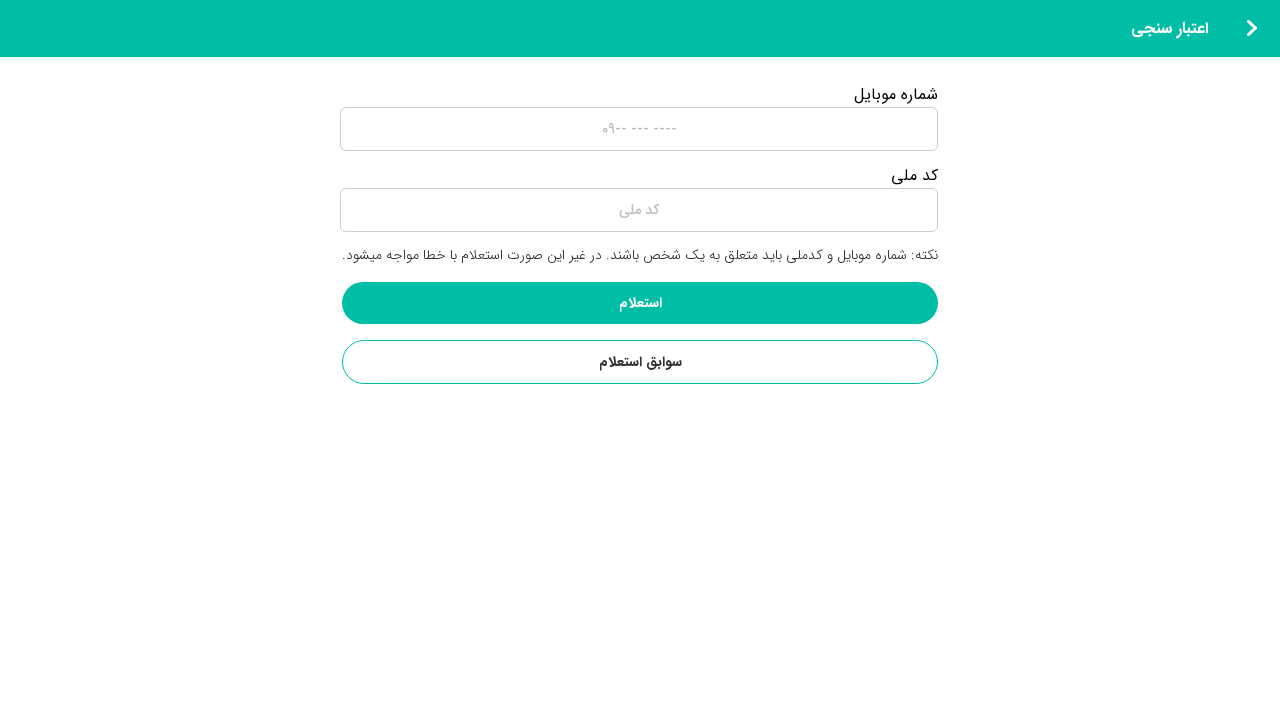 اعتبار سنجی
شماره موبایل
۰۹-- --- ----
کد ملی
کد ملی
نکته: شماره موبایل و کدملی باید متعلق به یک شخص باشند. در غیر این صورت استعلام با خطا مواجه میشود.
استعلام
سوابق استعلام